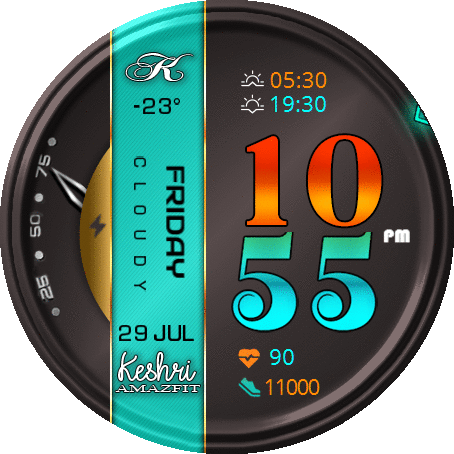 K
-23°
CLOUDY
FRIDAY
29 JUL
Keshri
AMAZFIT
75
50
25
05:30
19:30
10
55
PM
90
11000